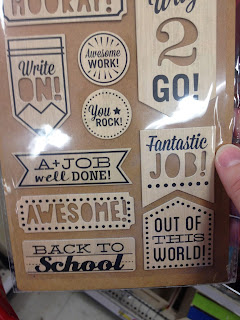 HOORAY!
Way
2
GO!
Write
ON!
Awesome
WORK!
You★
ROCK!
Fantastic
JOB!
A+JOB
well DONE!
AWESOME!
OUT OF
THIS
WORLD!
BACK TO
School